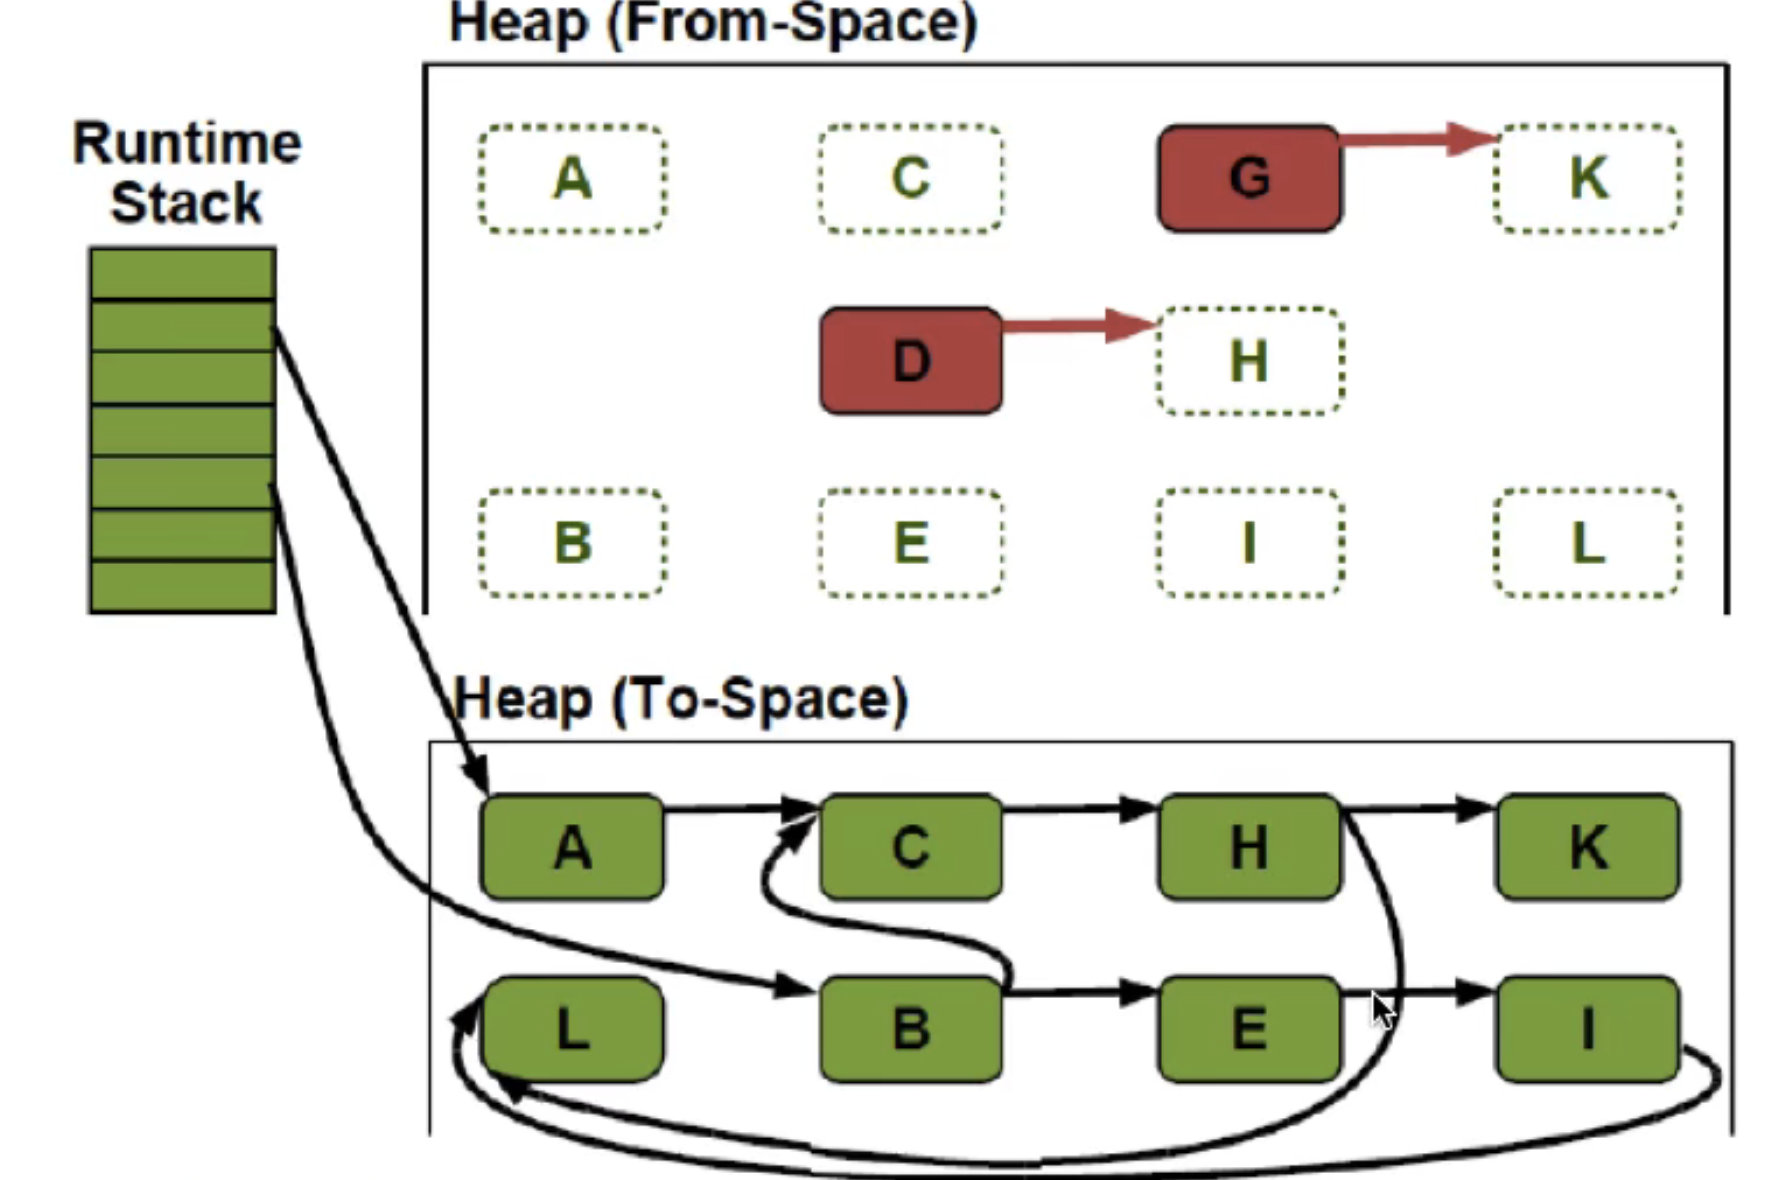 Heap (From-Space)
Runtime
Stack
A
C
G
K
D
H
B
E
I
L
Heap (To-Space)
A
C
H
K
L
B
E
I